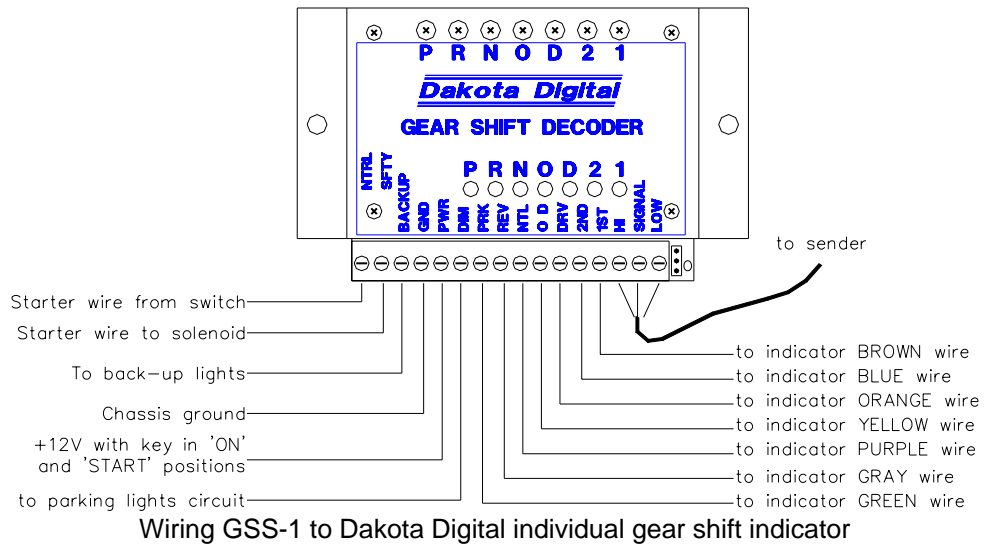 P R N O D 2 1
Dakota Digital
GEAR SHIFT DECODER
P R N O D 2 1
NTRL
SFTY
BACKUP
GND
PWR
DIM
PRK
REV
NTL
O D
DRV
2ND
1ST
HI
SIGNAL
LOW
to sender
Starter wire from switch
Starter wire to solenoid
To back-up lights
Chassis ground
+12V with key in 'ON'
and 'START' positions
to parking lights circuit
to indicator BROWN wire
to indicator BLUE wire
to indicator ORANGE wire
to indicator YELLOW wire
to indicator PURPLE wire
to indicator GRAY wire
to indicator GREEN wire
Wiring GSS-1 to Dakota Digital individual gear shift indicator